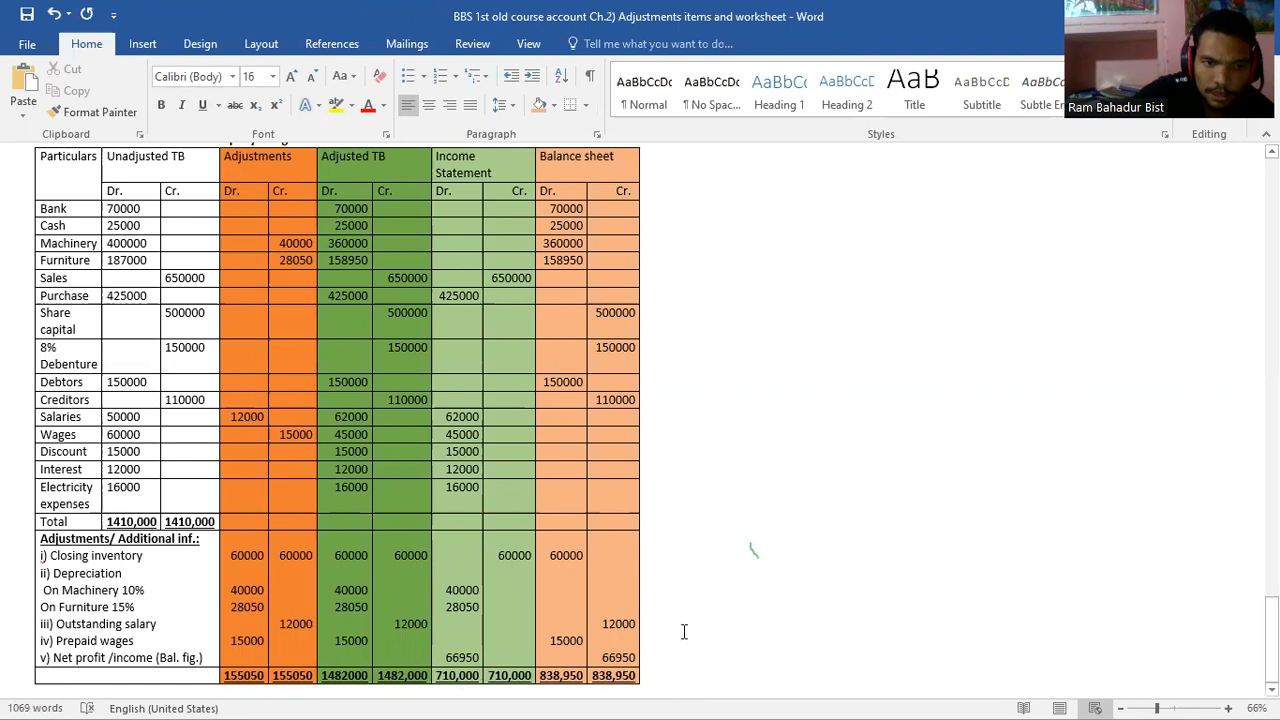 BBS 1st old course account Ch.2) Adjustments items and worksheet - Word
File Home Insert Design Layout References Mailings Review View Tell me what you want to do...
Paste Cut Copy Format Painter
Calibri (Body) 16
AaBbCcDc AaBbCcDc AaBbCcDc AaBbCcDc AaB AaBbCcDc
¶ Normal ¶ No Spac... Heading 1 Heading 2 Title Subtitle Subtle Em
Clipboard Font Paragraph Styles Editing
Ram Bahadur Bist
Particulars Unadjusted TB Adjustments Adjusted TB Income Statement Balance sheet
Dr. Cr. Dr. Cr. Dr. Cr. Dr. Cr. Dr. Cr.
Bank 70000 70000 70000
Cash 25000 25000 25000
Machinery 400000 40000 360000 360000
Furniture 187000 28050 158950 158950
Sales 650000 650000 650000
Purchase 425000 425000 425000
Share capital 500000 500000 500000
8% Debenture 150000 150000 150000
Debtors 150000 150000 150000
Creditors 110000 110000 110000
Salaries 50000 12000 62000 62000
Wages 60000 15000 45000 45000
Discount 15000 15000 15000
Interest 12000 12000 12000
Electricity expenses 16000 16000 16000
Total 1410,000 1410,000
Adjustments/ Additional inf.:
i) Closing inventory 60000 60000 60000 60000 60000 60000
ii) Depreciation
On Machinery 10% 40000 40000 40000
On Furniture 15% 28050 28050 28050
iii) Outstanding salary 12000 12000 12000
iv) Prepaid wages 15000 15000 15000
v) Net profit /income (Bal. fig.) 66950 66950
155050 155050 1482000 1482,000 710,000 710,000 838,950 838,950
1069 words English (United States) 66%